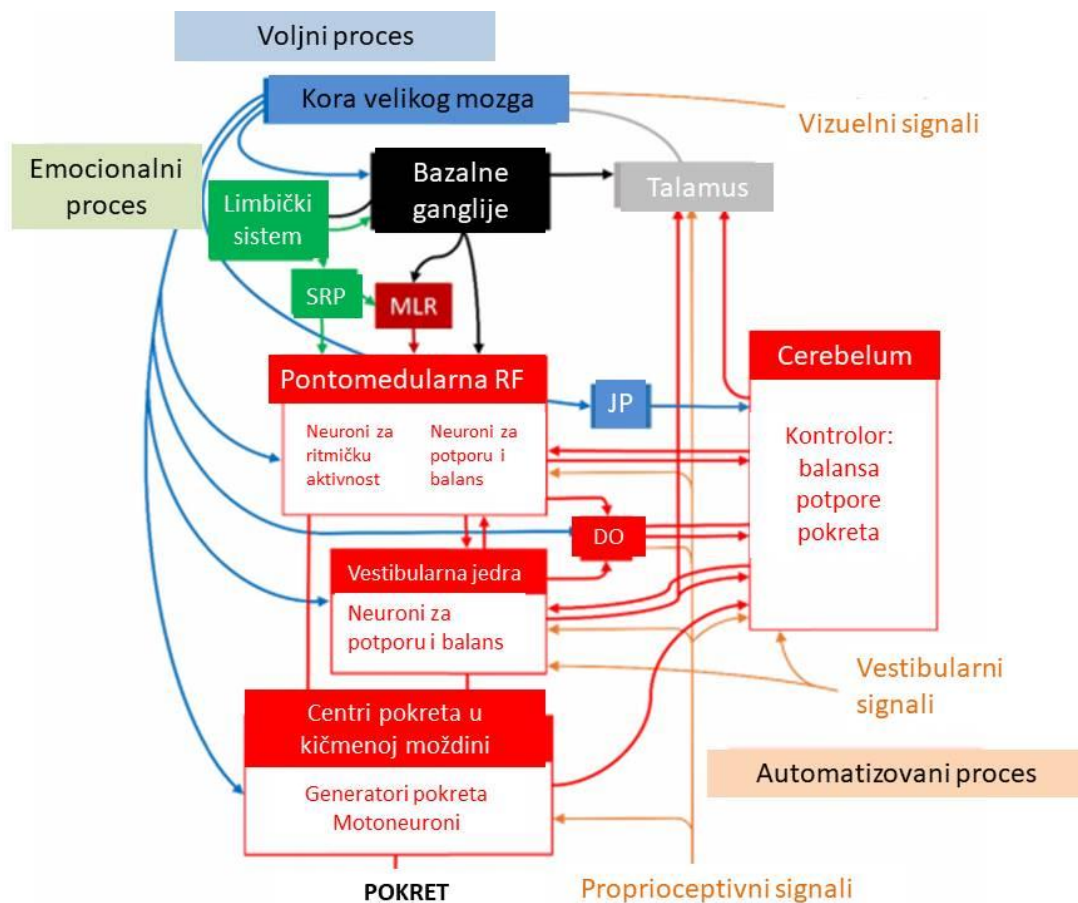 Voljni proces
Kora velikog mozga
Vizuelni signali
Emocionalni
proces
Bazalne
ganglije
Talamus
Limbički
sistem
SRP
MLR
Pontomedularna RF
Neuroni za
ritmičku
aktivnost
Neuroni za
potporu i
balans
JP
Cerebelum
Kontrolor:
balansa
potpore
pokreta
DO
Vestibularna jedra
Neuroni za
potporu i balans
Vestibularni
signali
Centri pokreta u
kičmenoj moždini
Generatori pokreta
Motoneuroni
Automatizovani proces
POKRET
Proprioceptivni signali